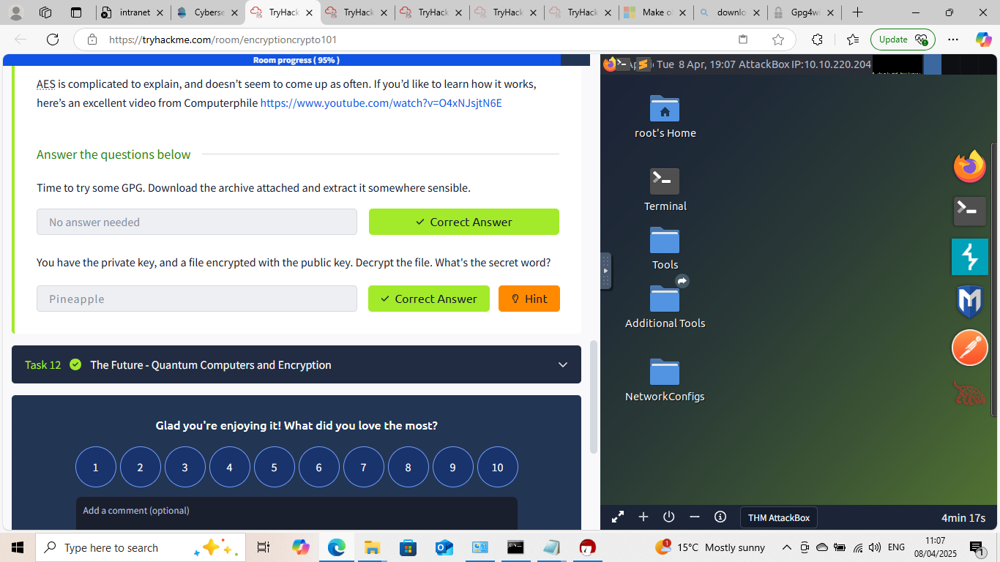 intranet
Cyberse
TryHack
TryHack
TryHack
TryHack
TryHack
Make o
downlo
Gpg4wi
https://tryhackme.com/room/encryptioncrypto101
Update
Room progress ( 95% )
AES is complicated to explain, and doesn't seem to come up as often. If you'd like to learn how it works,
here's an excellent video from Computerphile https://www.youtube.com/watch?v=O4xNJsjtN6E
Answer the questions below
Time to try some GPG. Download the archive attached and extract it somewhere sensible.
No answer needed
Correct Answer
You have the private key, and a file encrypted with the public key. Decrypt the file. What's the secret word?
Pineapple
Correct Answer
Hint
Task 12 The Future - Quantum Computers and Encryption
Glad you're enjoying it! What did you love the most?
1 2 3 4 5 6 7 8 9 10
Add a comment (optional)
Tue 8 Apr, 19:07 AttackBox IP:10.10.220.204
root's Home
Terminal
Tools
Additional Tools
NetworkConfigs
THM AttackBox
4min 17s
Type here to search
1
15°C Mostly sunny
ENG
11:07
08/04/2025
1